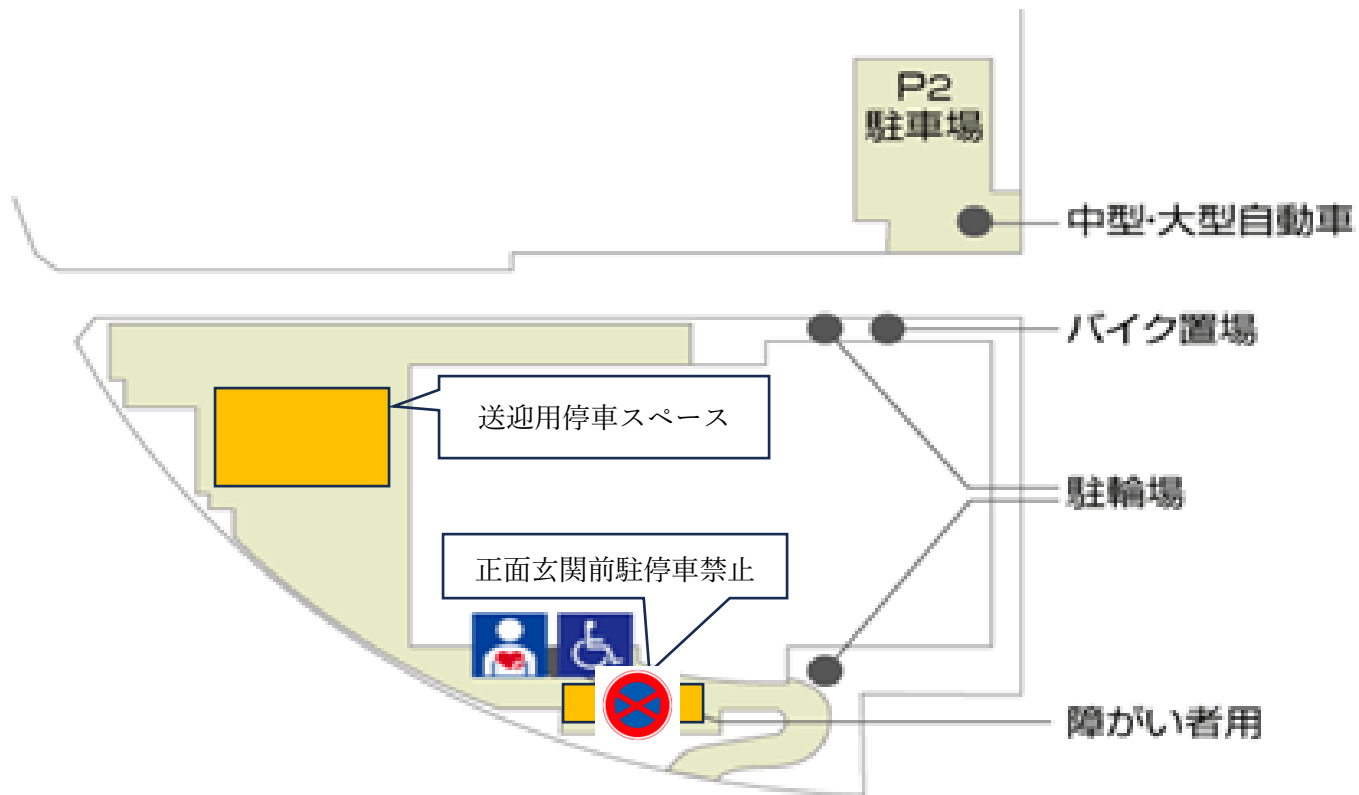 P2
駐車場
中型・大型自動車
バイク置場
送迎用停車スペース
駐輪場
正面玄関前駐停車禁止
障がい者用